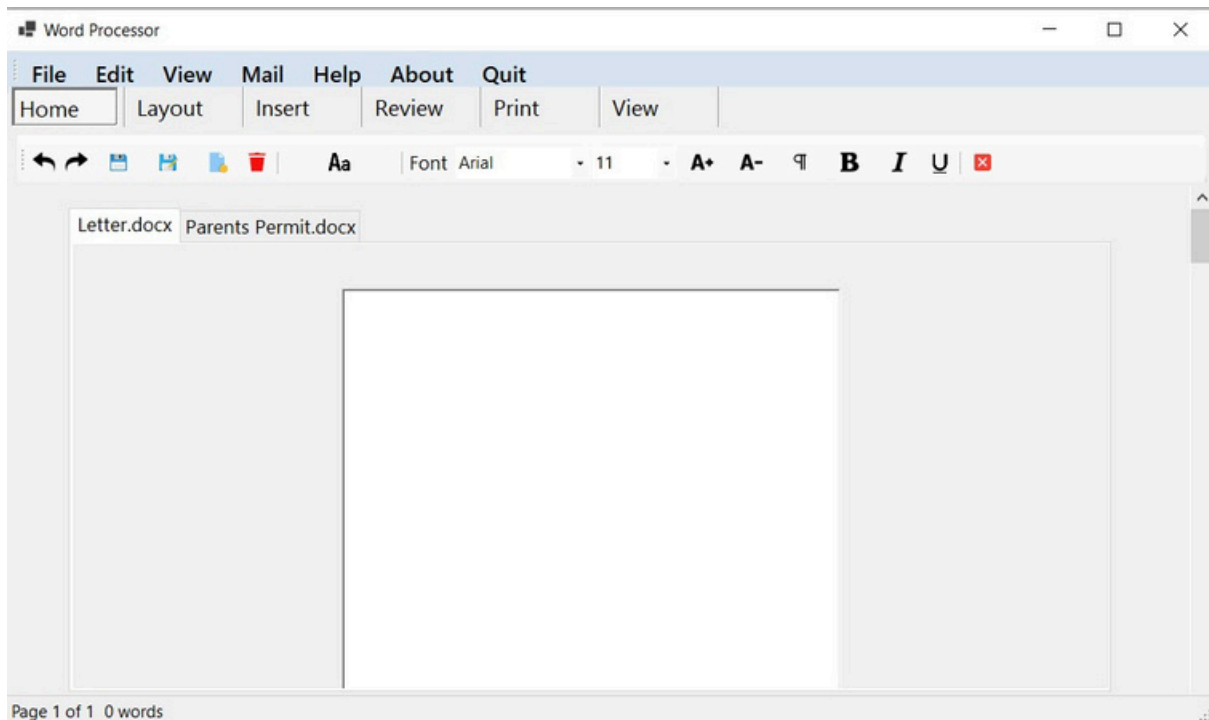 Word Processor
File Edit View Mail Help About Quit
Home Layout Insert Review Print View
Aa Font Arial 11 A+ A- ¶ B I U
Letter.docx Parents Permit.docx
Page 1 of 1 0 words